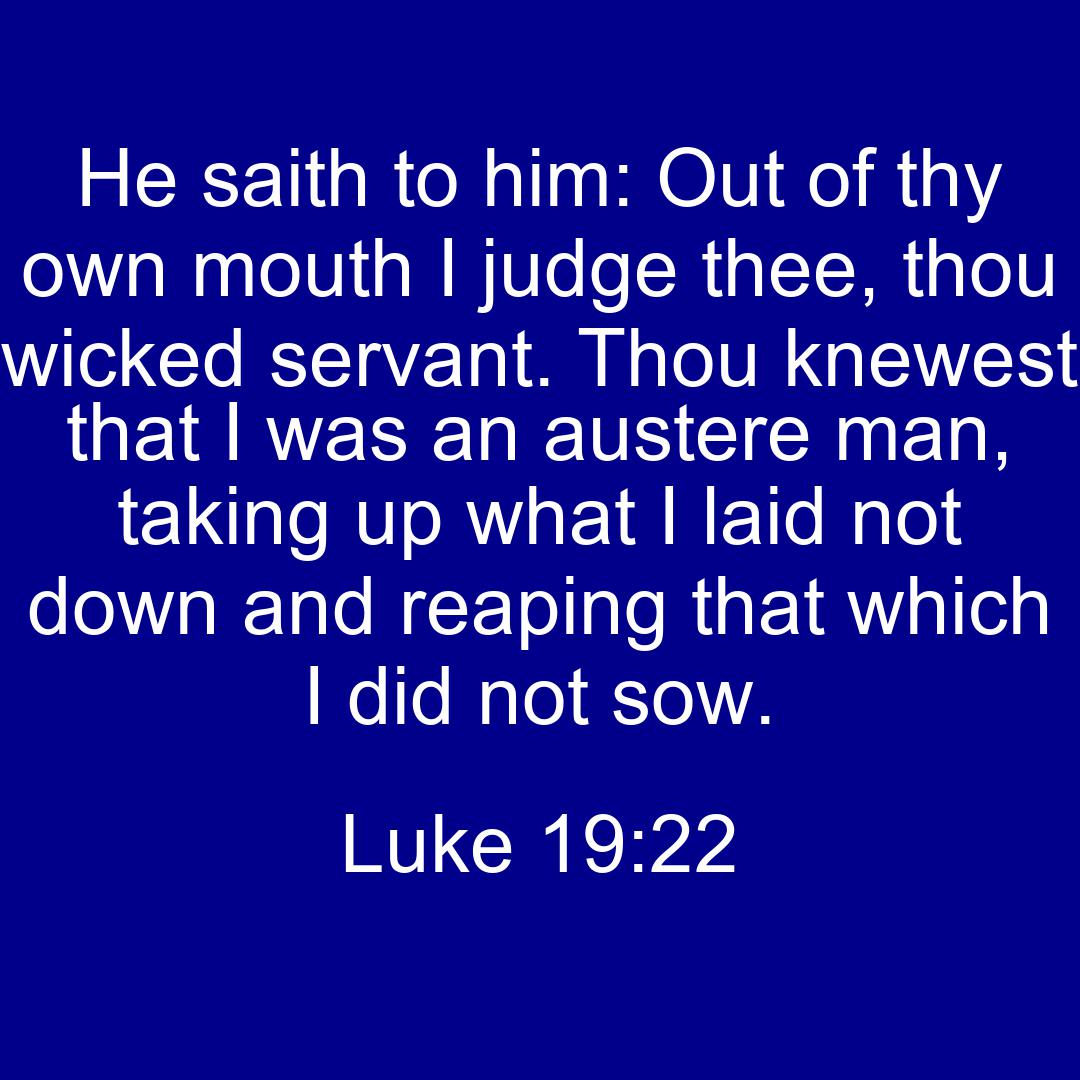 He saith to him: Out of thy
own mouth I judge thee, thou
wicked servant. Thou knewest
that I was an austere man,
taking up what I laid not
down and reaping that which
I did not sow.
Luke 19:22